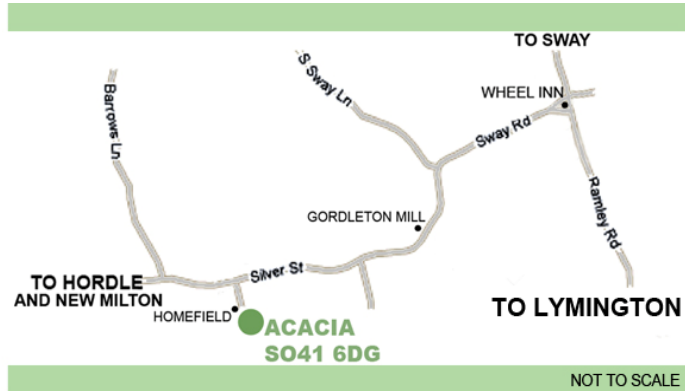 TO SWAY
S Sway Ln
WHEEL INN
Barrows Ln
Sway Rd
Ramley Rd
GORDLETON MILL
Silver St
TO HORDLE
AND NEW MILTON
HOMEFIELD
TO LYMINGTON
ACACIA
SO41 6DG
NOT TO SCALE